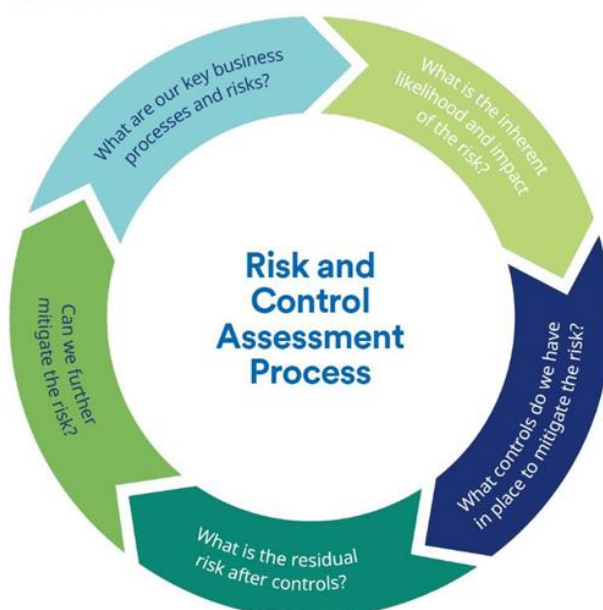 Risk and
Control
Assessment
Process
What are our key business
processes and risks?
What is the inherent
likelihood and impact
of the risk?
What controls do we have
in place to mitigate the risk?
What is the residual
risk after controls?
Can we further
mitigate the risk?